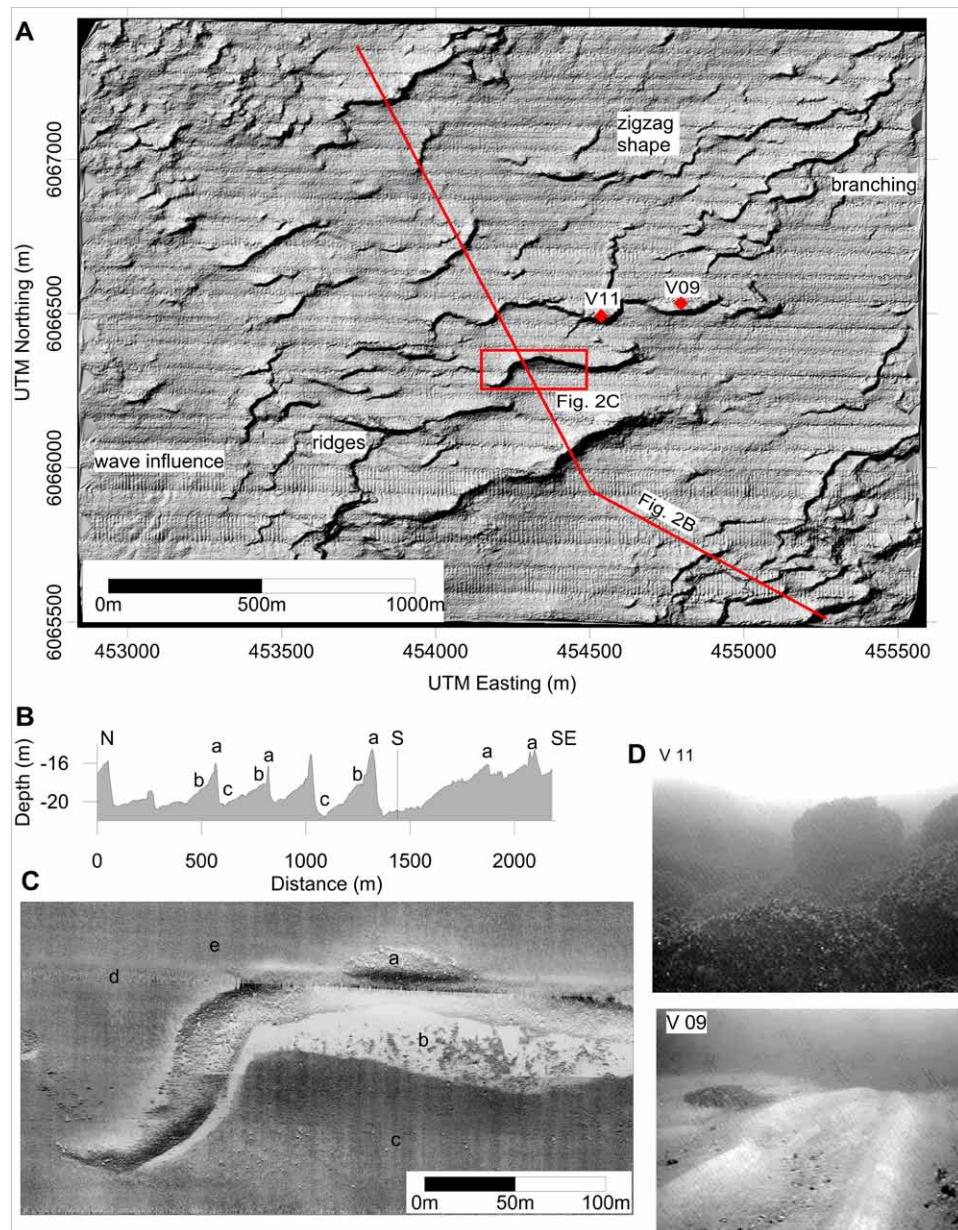 A
zigzag
shape
branching
V11
V09
Fig. 2C
ridges
wave influence
Fig. 2B
0m 500m 1000m
6067000
6066500
6066000
6065500
UTM Northing (m)
453000 453500 454000 454500 455000 455500
UTM Easting (m)
B
N a a a S a a SE
b c b c b
Depth (m)
-16
-20
0 500 1000 1500 2000
Distance (m)
C
e
a
d
b
c
0m 50m 100m
D
V 11
V 09